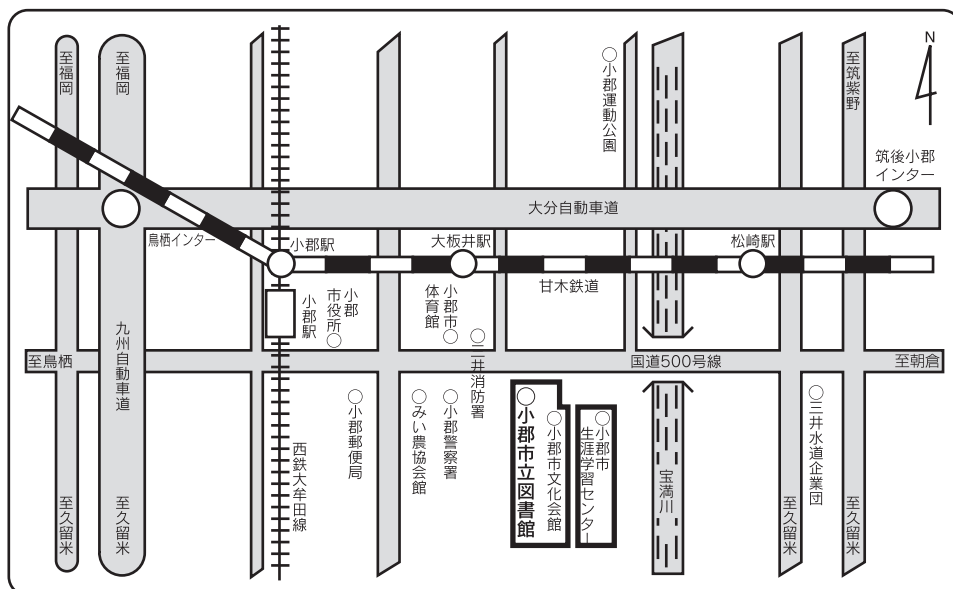 至福岡
至福岡
小郡運動公園
至筑紫野
N
筑後小郡
インター
大分自動車道
鳥栖インター
小郡駅
大板井駅
松崎駅
甘木鉄道
小郡駅
小郡
市役所
小郡市
体育館
三井消防署
九州自動車道
至鳥栖
国道500号線
至朝倉
小郡郵便局
みい農協会館
小郡警察署
小郡市立図書館
小郡市文化会館
小郡市
生涯学習センター
宝満川
三井水道企業団
西鉄大牟田線
至久留米
至久留米
至久留米
至久留米